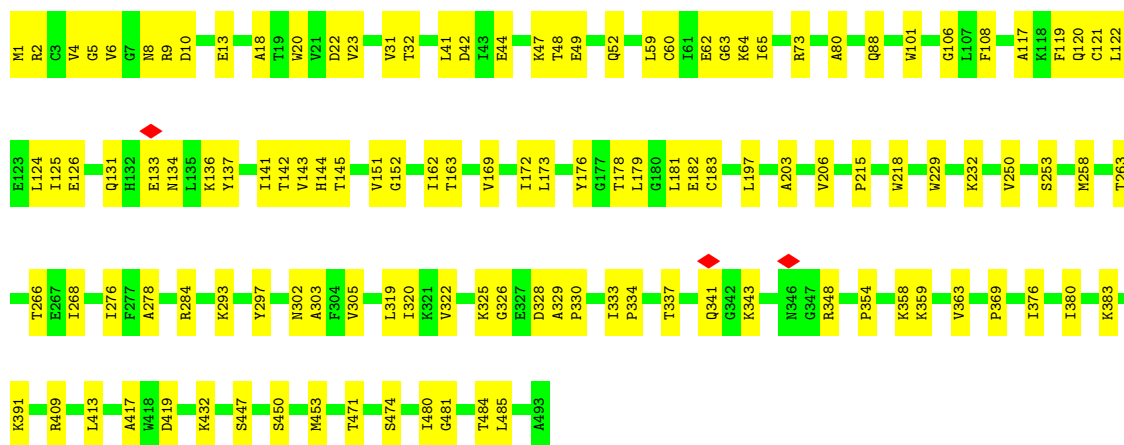 M1 R2 C3 V4 G5 V6 G7 N8 R9 D10 E13 A18 T19 W20 V21 D22 V23 V31 T32 L41 D42 I43 E44 K47 T48 E49 Q52 L59 C60 I61 E62 G63 K64 I65 R73 A80 Q88 W101 G106 L107 F108 A117 K118 F119 Q120 C121 L122
E123 L124 I125 E126 Q131 H132 E133 N134 L135 K136 Y137 I141 T142 V143 H144 T145 V151 G152 I162 T163 V169 I172 L173 Y176 G177 T178 L179 G180 L181 E182 C183 L197 A203 V206 P215 W218 W229 K232 V250 S253 M258 T263
T266 E267 I268 I276 F277 A278 R284 K293 Y297 N302 A303 F304 V305 L319 I320 K321 V322 K325 G326 E327 D328 A329 P330 I333 P334 T337 Q341 G342 K343 N346 G347 R348 P354 K358 K359 V363 P369 I376 I380 K383
K391 R409 L413 A417 W418 D419 K432 S447 S450 M453 T471 S474 I480 G481 T484 L485 A493